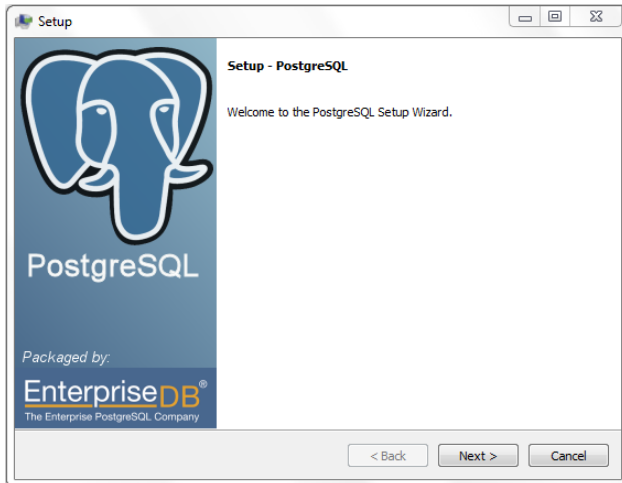 Setup
Setup - PostgreSQL
Welcome to the PostgreSQL Setup Wizard.
PostgreSQL
Packaged by:
EnterpriseDB®
The Enterprise PostgreSQL Company
< Back Next > Cancel